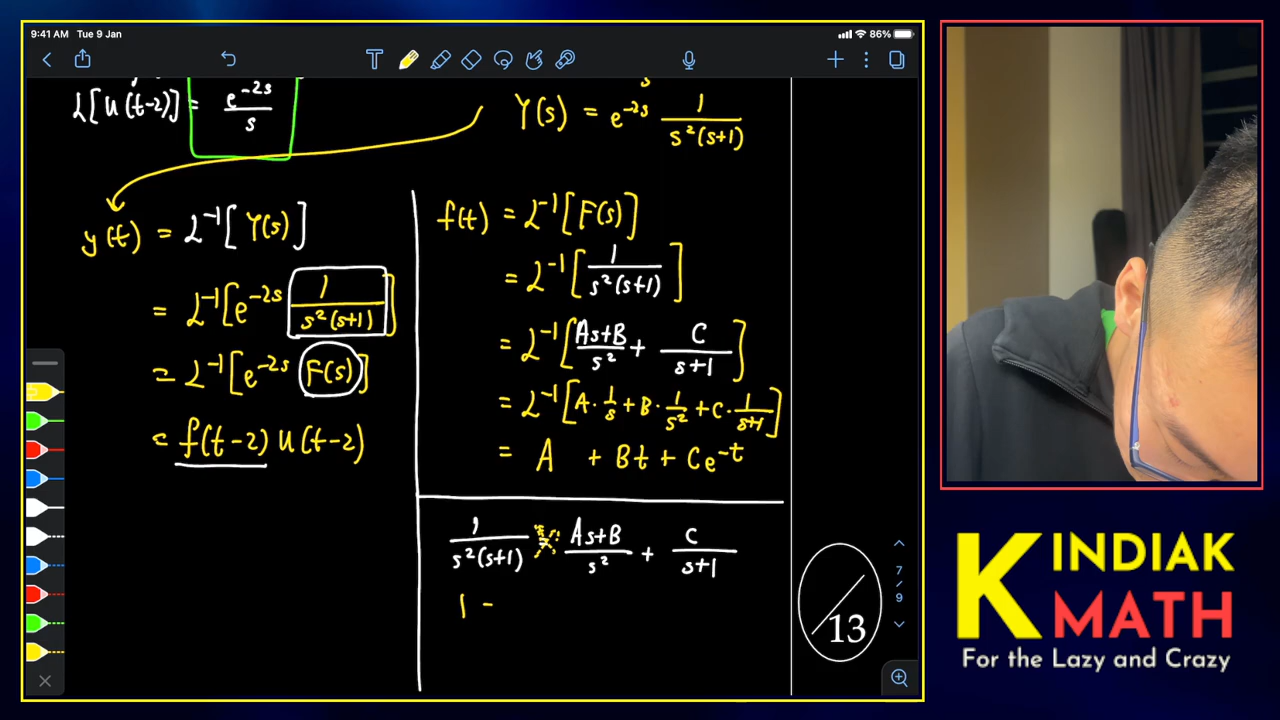 9:41 AM Tue 9 Jan
86%
L[u(t-2)] = e^-2s / s
s
Y(s) = e^-2s 1 / s²(s+1)
y(t) = L⁻¹[Y(s)]
= L⁻¹[e^-2s 1 / s²(s+1)]
= L⁻¹[e^-2s F(s)]
= f(t-2) u(t-2)
f(t) = L⁻¹[F(s)]
= L⁻¹[1 / s²(s+1)]
= L⁻¹[As+B / s² + C / s+1]
= L⁻¹[A · 1/s + B · 1/s² + C · 1/s+1]
= A + Bt + Ce^-t
1 / s²(s+1) = As+B / s² + C / s+1
1 =
/13
7
/
9
T
KINDIAK
MATH
For the Lazy and Crazy